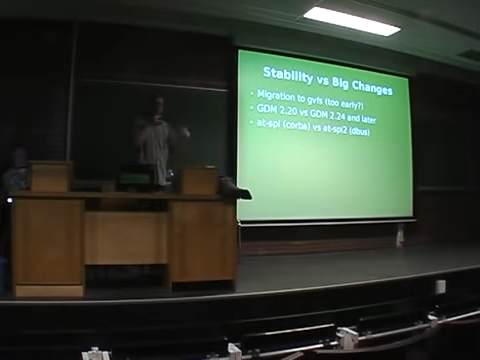 Stability vs Big Changes
• Migration to gvfs (too early?)
• GDM 2.20 vs GDM 2.24 and later
• at-spi (corba) vs at-spi2 (dbus)